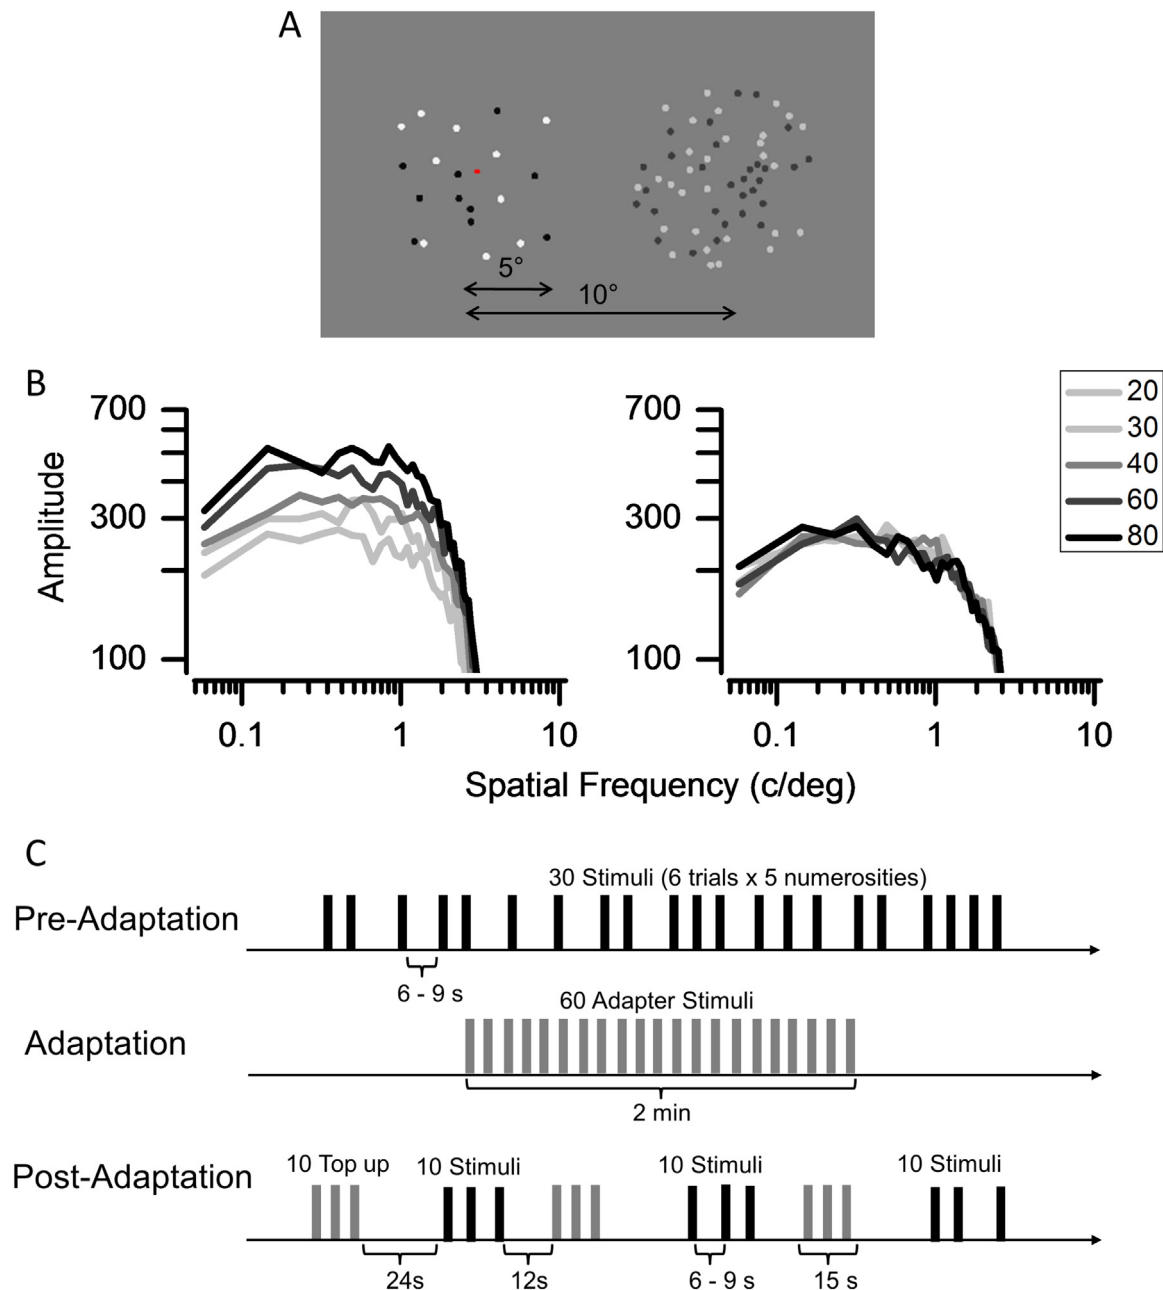 A
5°
10°
B
700
300
100
Amplitude
0.1 1 10
700
300
100
0.1 1 10
20
30
40
60
80
Spatial Frequency (c/deg)
C
30 Stimuli (6 trials x 5 numerosities)
Pre-Adaptation
6 - 9 s
60 Adapter Stimuli
Adaptation
2 min
Post-Adaptation
10 Top up
10 Stimuli
10 Stimuli
10 Stimuli
24s
12s
6 - 9 s
15 s